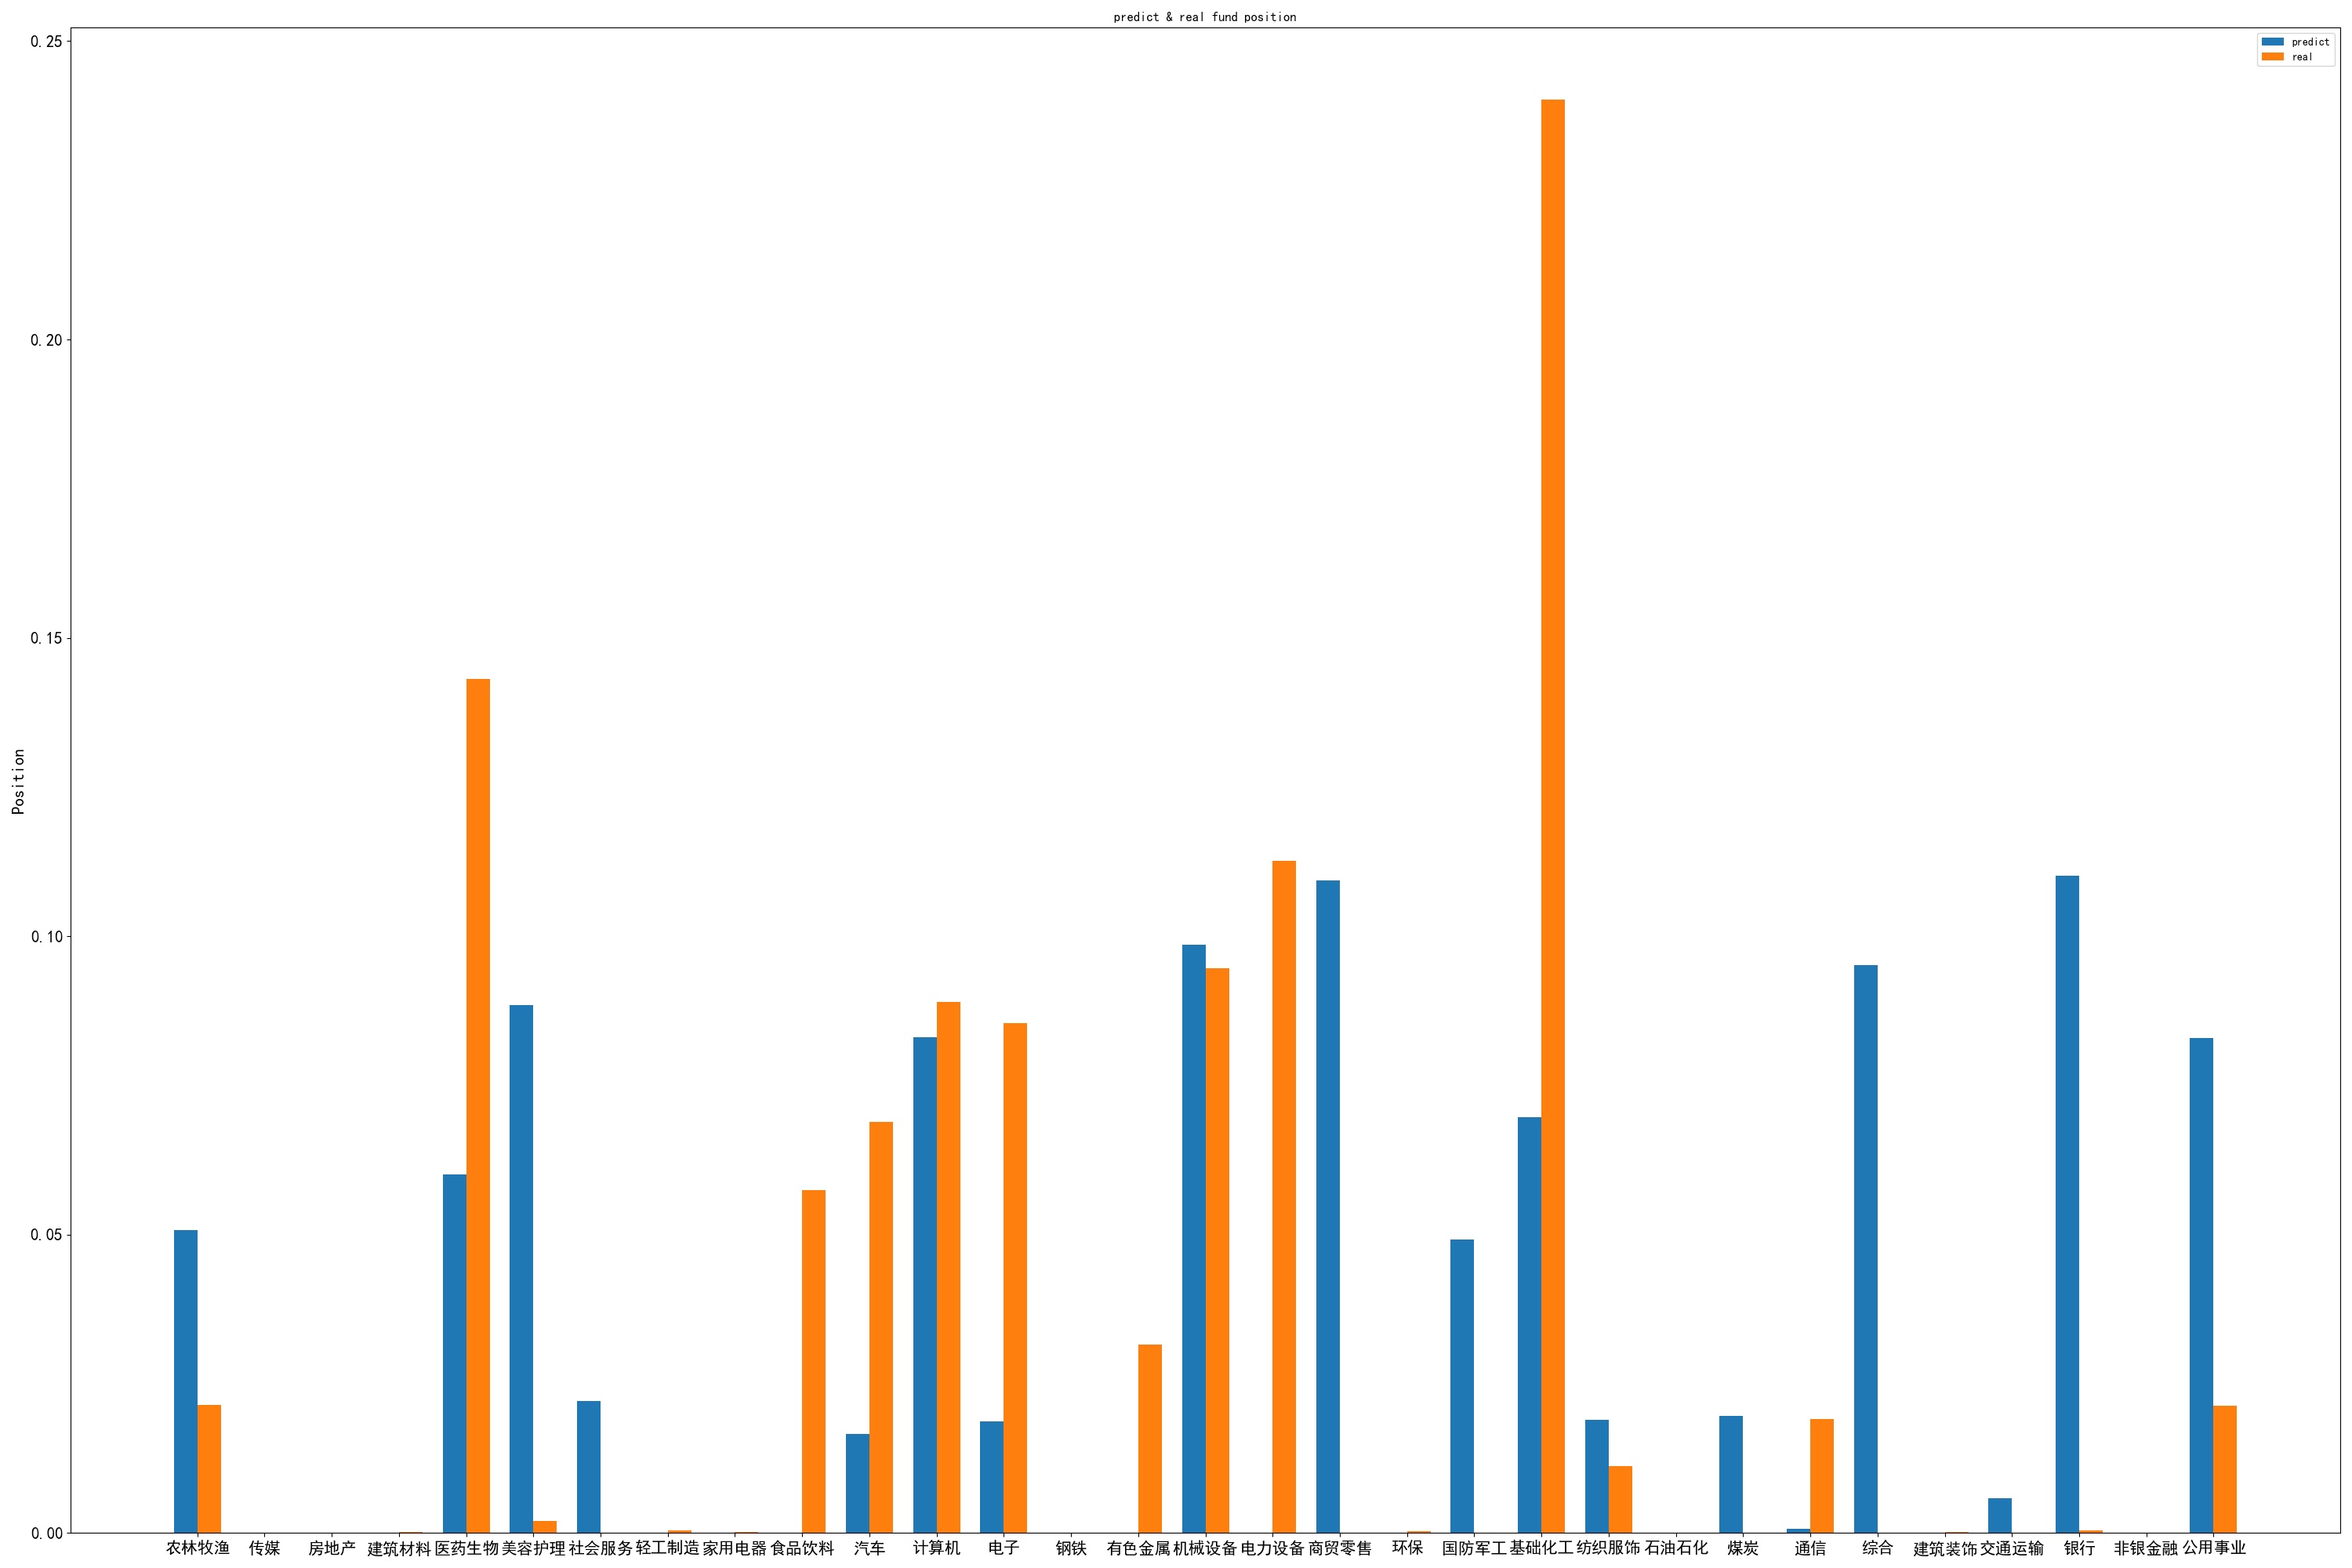 predict & real fund position
predict
real
0.25
0.20
0.15
0.10
0.05
0.00
Position
农林牧渔 传媒 房地产 建筑材料 医药生物 美容护理 社会服务 轻工制造 家用电器 食品饮料 汽车 计算机 电子 钢铁 有色金属 机械设备 电力设备 商贸零售 环保 国防军工 基础化工 纺织服饰 石油石化 煤炭 通信 综合 建筑装饰 交通运输 银行 非银金融 公用事业